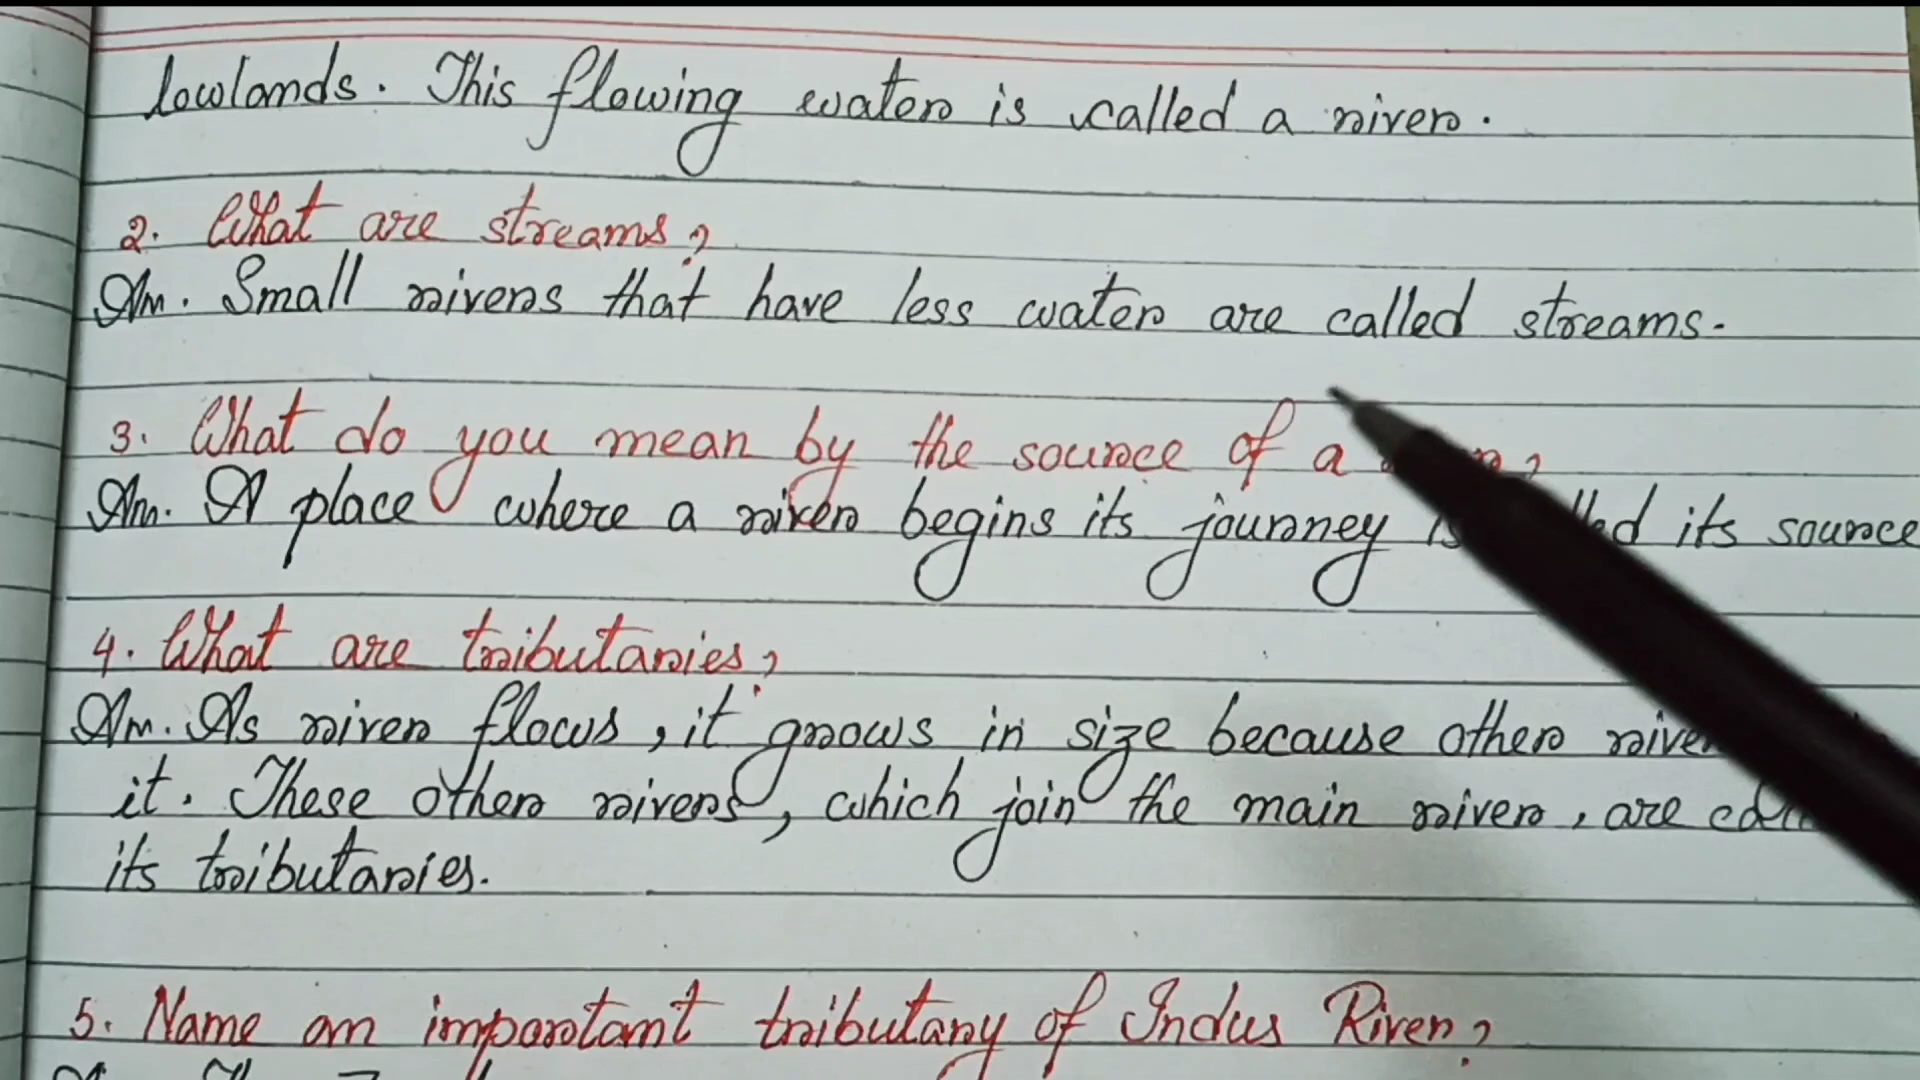 lowlands. This flowing water is called a river.
2. What are streams?
Ans. Small rivers that have less water are called streams.
3. What do you mean by the source of a
Ans. A place where a river begins its journey is its source
4. What are tributaries?
Ans. As river flows, it grows in size because other
it. These other rivers, which join the main river, are
its tributaries.
5. Name an important tributary of Indus River?